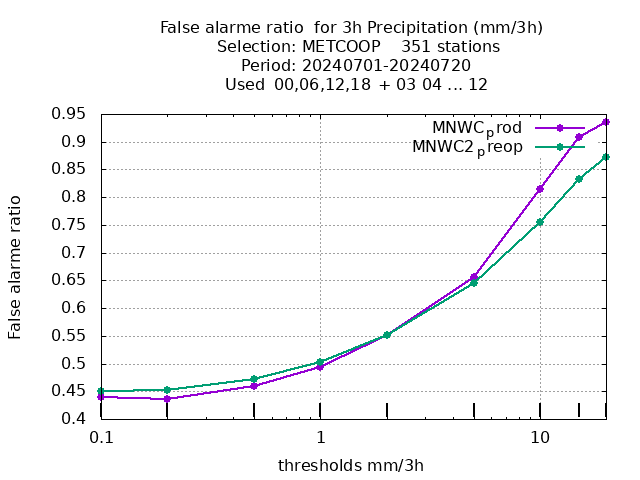 False alarme ratio  for 3h Precipitation (mm/3h)
Selection: METCOOP    351 stations
Period: 20240701-20240720
Used  00,06,12,18 + 03 04 ... 12
0.95
0.9
0.85
0.8
0.75
0.7
0.65
0.6
0.55
0.5
0.45
0.4
False alarme ratio
MNWCprod
MNWC2preop
0.1
1
10
thresholds mm/3h